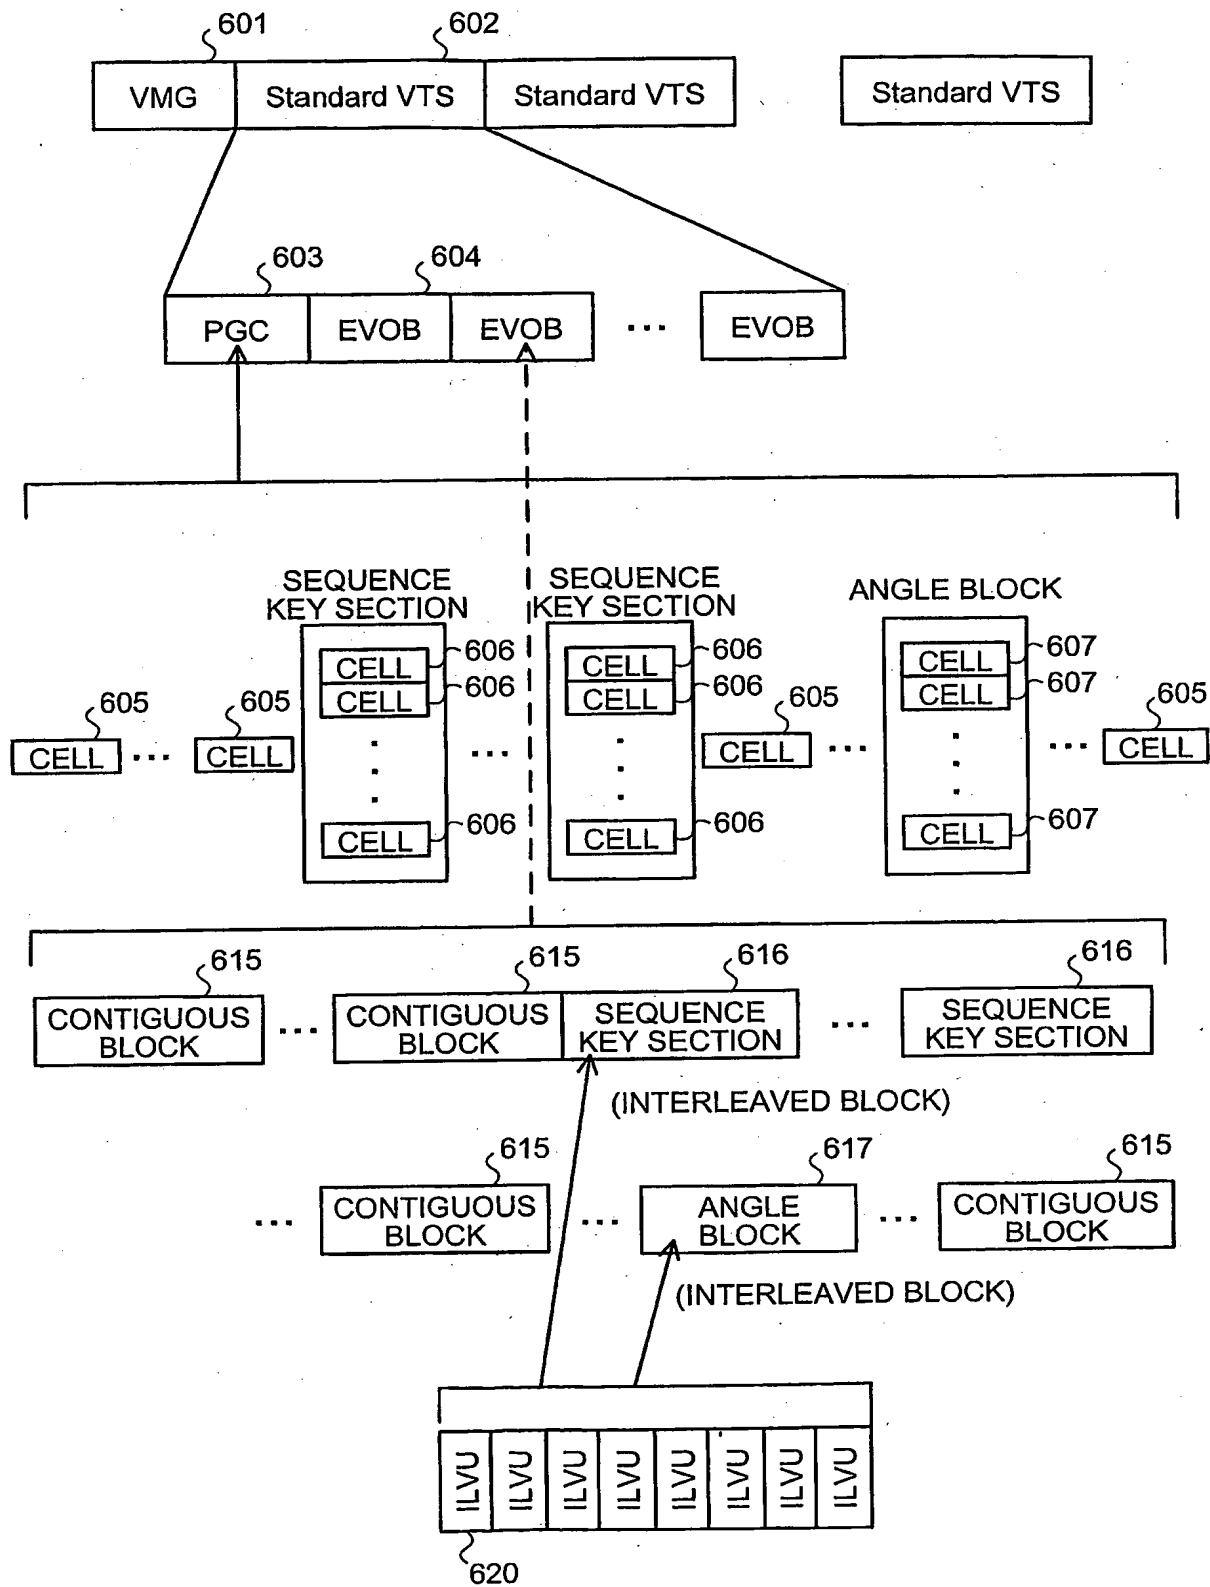 601
602
VMG
Standard VTS
Standard VTS
Standard VTS
603
604
PGC
EVOB
EVOB
...
EVOB
SEQUENCE
KEY SECTION
SEQUENCE
KEY SECTION
ANGLE BLOCK
CELL
606
CELL
606
CELL
606
CELL
606
CELL
606
CELL
606
CELL
607
CELL
607
CELL
607
605
CELL
...
605
CELL
...
605
CELL
...
...
605
CELL
615
CONTIGUOUS
BLOCK
...
615
CONTIGUOUS
BLOCK
616
SEQUENCE
KEY SECTION
...
616
SEQUENCE
KEY SECTION
(INTERLEAVED BLOCK)
...
615
CONTIGUOUS
BLOCK
...
617
ANGLE
BLOCK
...
615
CONTIGUOUS
BLOCK
(INTERLEAVED BLOCK)
ILVU
ILVU
ILVU
ILVU
ILVU
ILVU
ILVU
ILVU
620